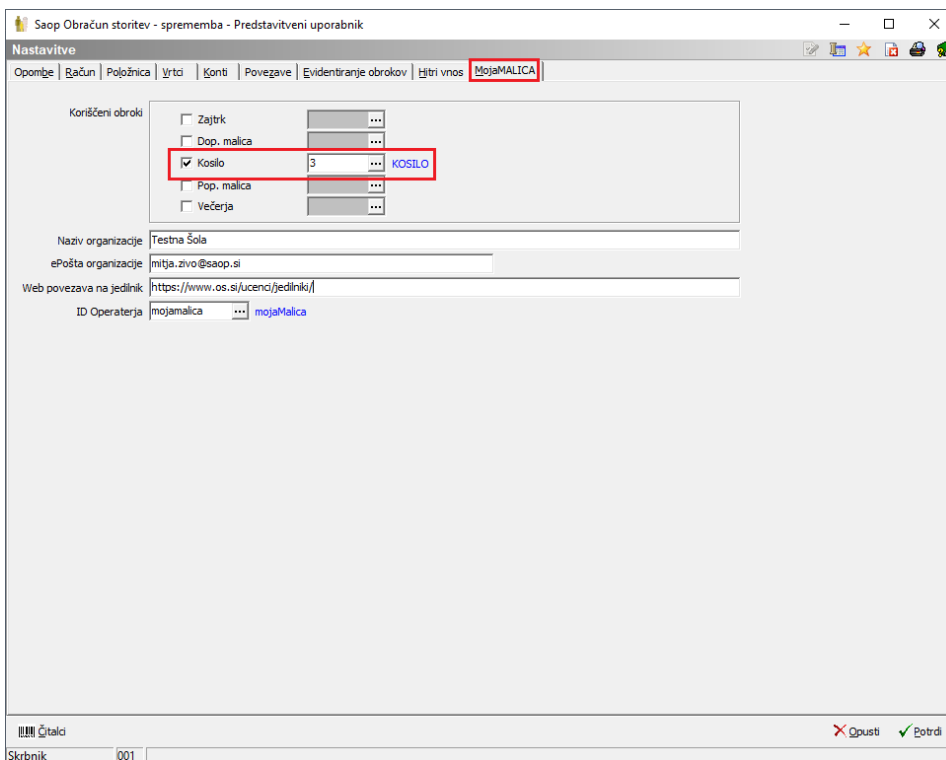 Saop Obračun storitev - sprememba - Predstavitveni uporabnik
Nastavitve
Opombe Račun Položnica Vrtci Konti Povezave Evidentiranje obrokov Hitri vnos MojaMALICA
Koriščeni obroki
Zajtrk ...
Dop. malica ...
Kosilo 3 ... KOSILO
Pop. malica ...
Večerja ...
Naziv organizacije Testna Šola
ePošta organizacije mitja.zivo@saop.si
Web povezava na jedilnik https://www.os.si/ucenci/jedilniki/
ID Operaterja mojamalica ... mojaMalica
Čitalci Opusti Potrdi
Skrbnik 001